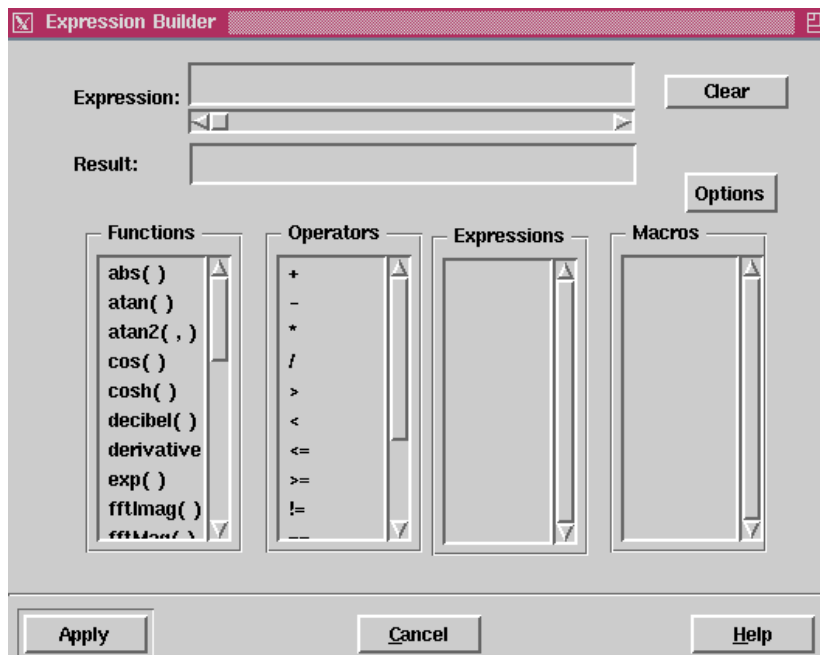 Expression Builder
Expression:
Clear
Result:
Options
Functions
Operators
Expressions
Macros
abs( )
atan( )
atan2( , )
cos( )
cosh( )
decibel( )
derivative
exp( )
fftImag( )
fftMag( )
+
-
*
/
>
<
<=
>=
!=
==
Apply
Cancel
Help